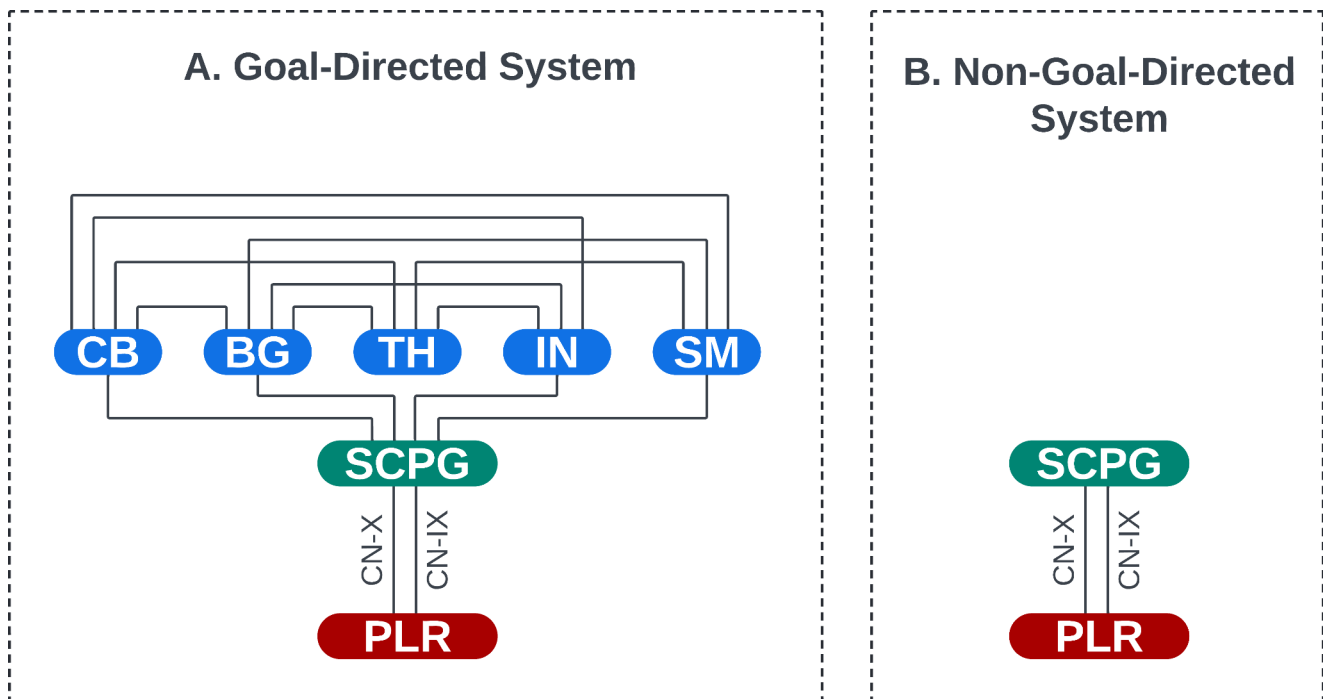 A. Goal-Directed System
CB BG TH IN SM
SCPG
CN-X CN-IX
PLR
B. Non-Goal-Directed
System
SCPG
CN-X CN-IX
PLR